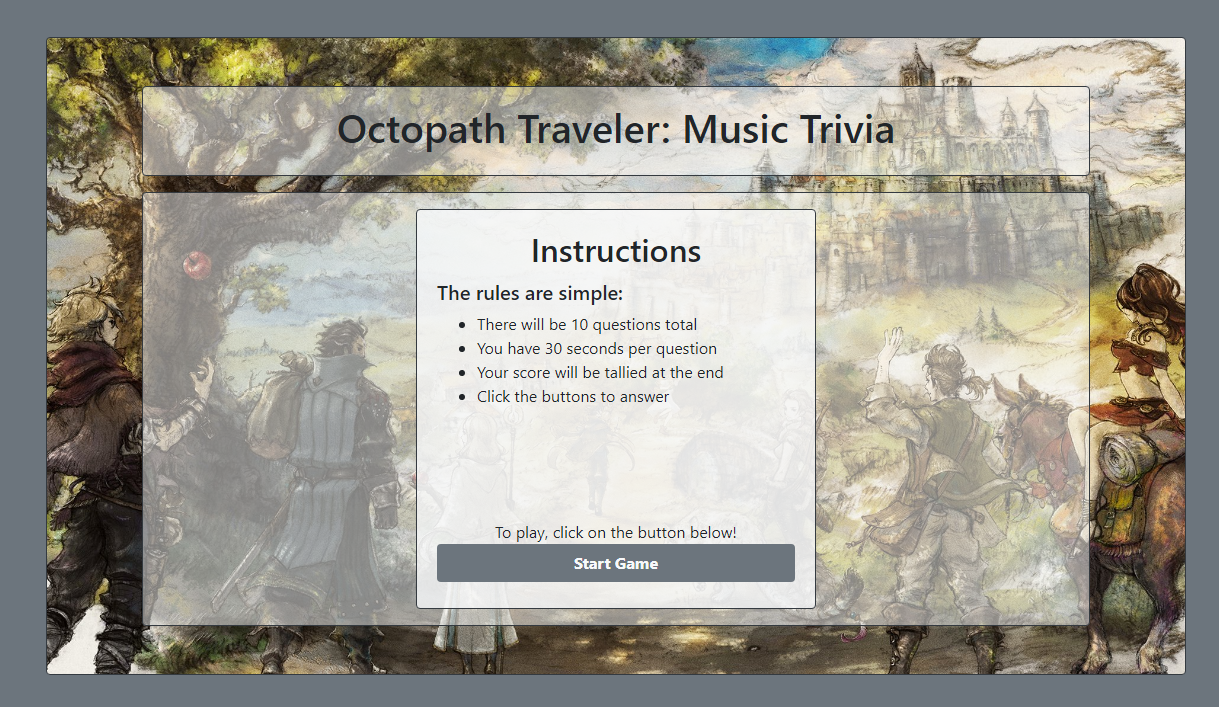 Octopath Traveler: Music Trivia
Instructions
The rules are simple:
There will be 10 questions total
You have 30 seconds per question
Your score will be tallied at the end
Click the buttons to answer
To play, click on the button below!
Start Game